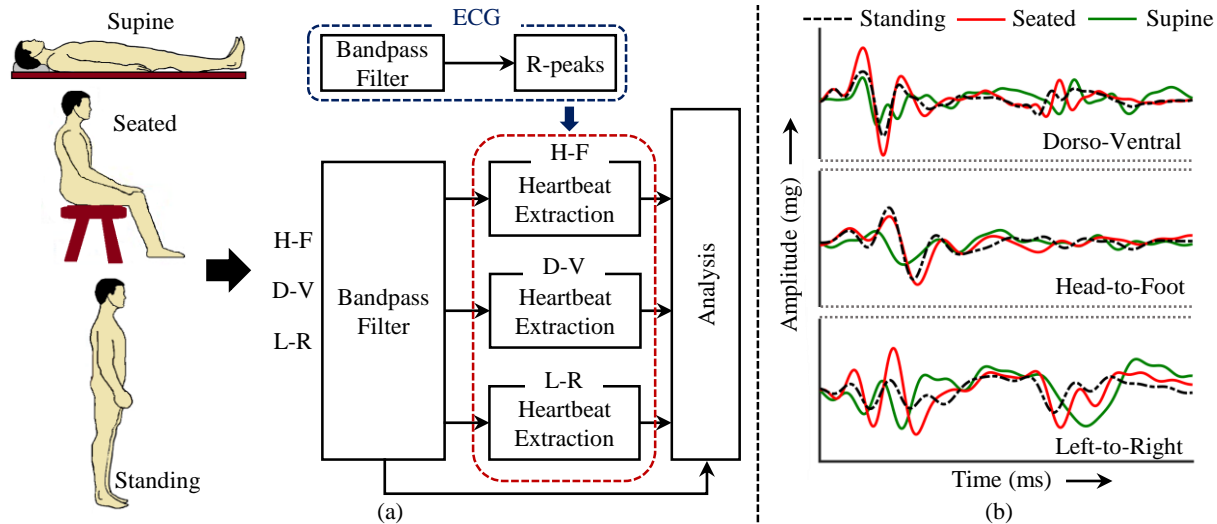 Supine
Seated
Standing
ECG
Bandpass
Filter
R-peaks
H-F
D-V
L-R
Bandpass
Filter
H-F
Heartbeat
Extraction
D-V
Heartbeat
Extraction
L-R
Heartbeat
Extraction
Analysis
(a)
Standing Seated Supine
Amplitude (mg)
Dorso-Ventral
Head-to-Foot
Left-to-Right
Time (ms)
(b)